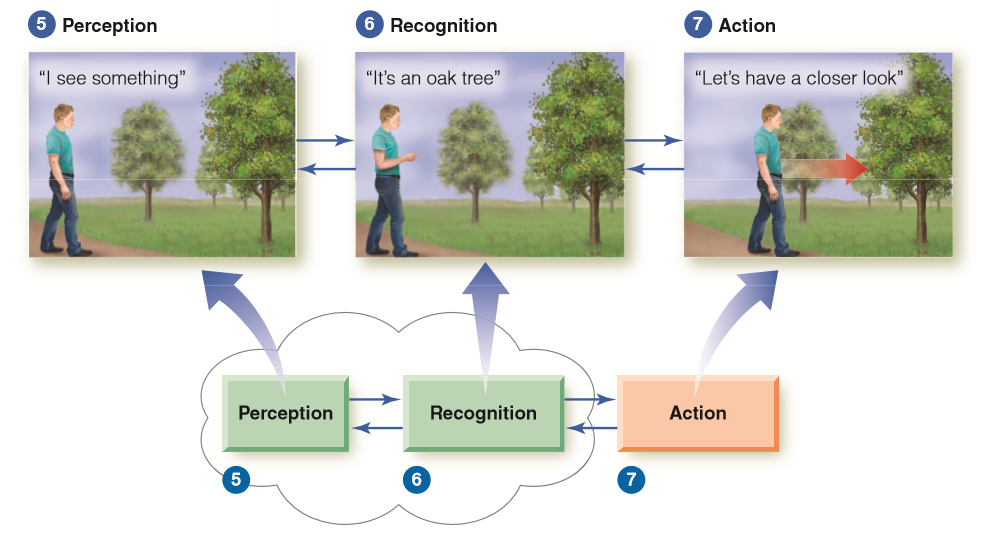 5 Perception
6 Recognition
7 Action
“I see something”
“It’s an oak tree”
“Let’s have a closer look”
Perception
Recognition
Action
5
6
7